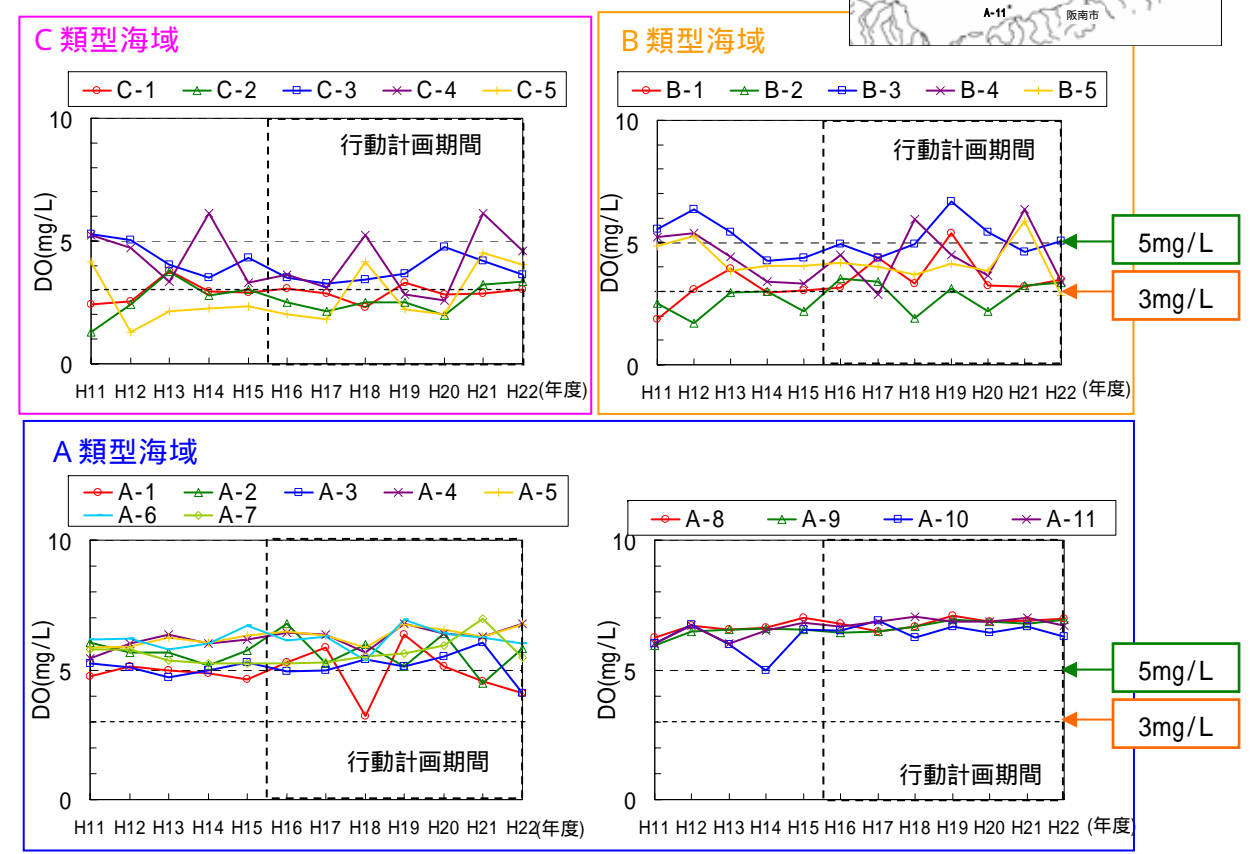 A-11
阪南市
C類型海域
C-1 C-2 C-3 C-4 C-5
10
行動計画期間
DO(mg/L)
5
0
H11 H12 H13 H14 H15 H16 H17 H18 H19 H20 H21 H22(年度)
B類型海域
B-1 B-2 B-3 B-4 B-5
10
行動計画期間
DO(mg/L)
5
0
H11 H12 H13 H14 H15 H16 H17 H18 H19 H20 H21 H22 (年度)
5mg/L
3mg/L
A類型海域
A-1 A-2 A-3 A-4 A-5
A-6 A-7
10
DO(mg/L)
5
行動計画期間
0
H11 H12 H13 H14 H15 H16 H17 H18 H19 H20 H21 H22(年度)
A-8 A-9 A-10 A-11
10
DO(mg/L)
5
行動計画期間
0
H11 H12 H13 H14 H15 H16 H17 H18 H19 H20 H21 H22 (年度)
5mg/L
3mg/L